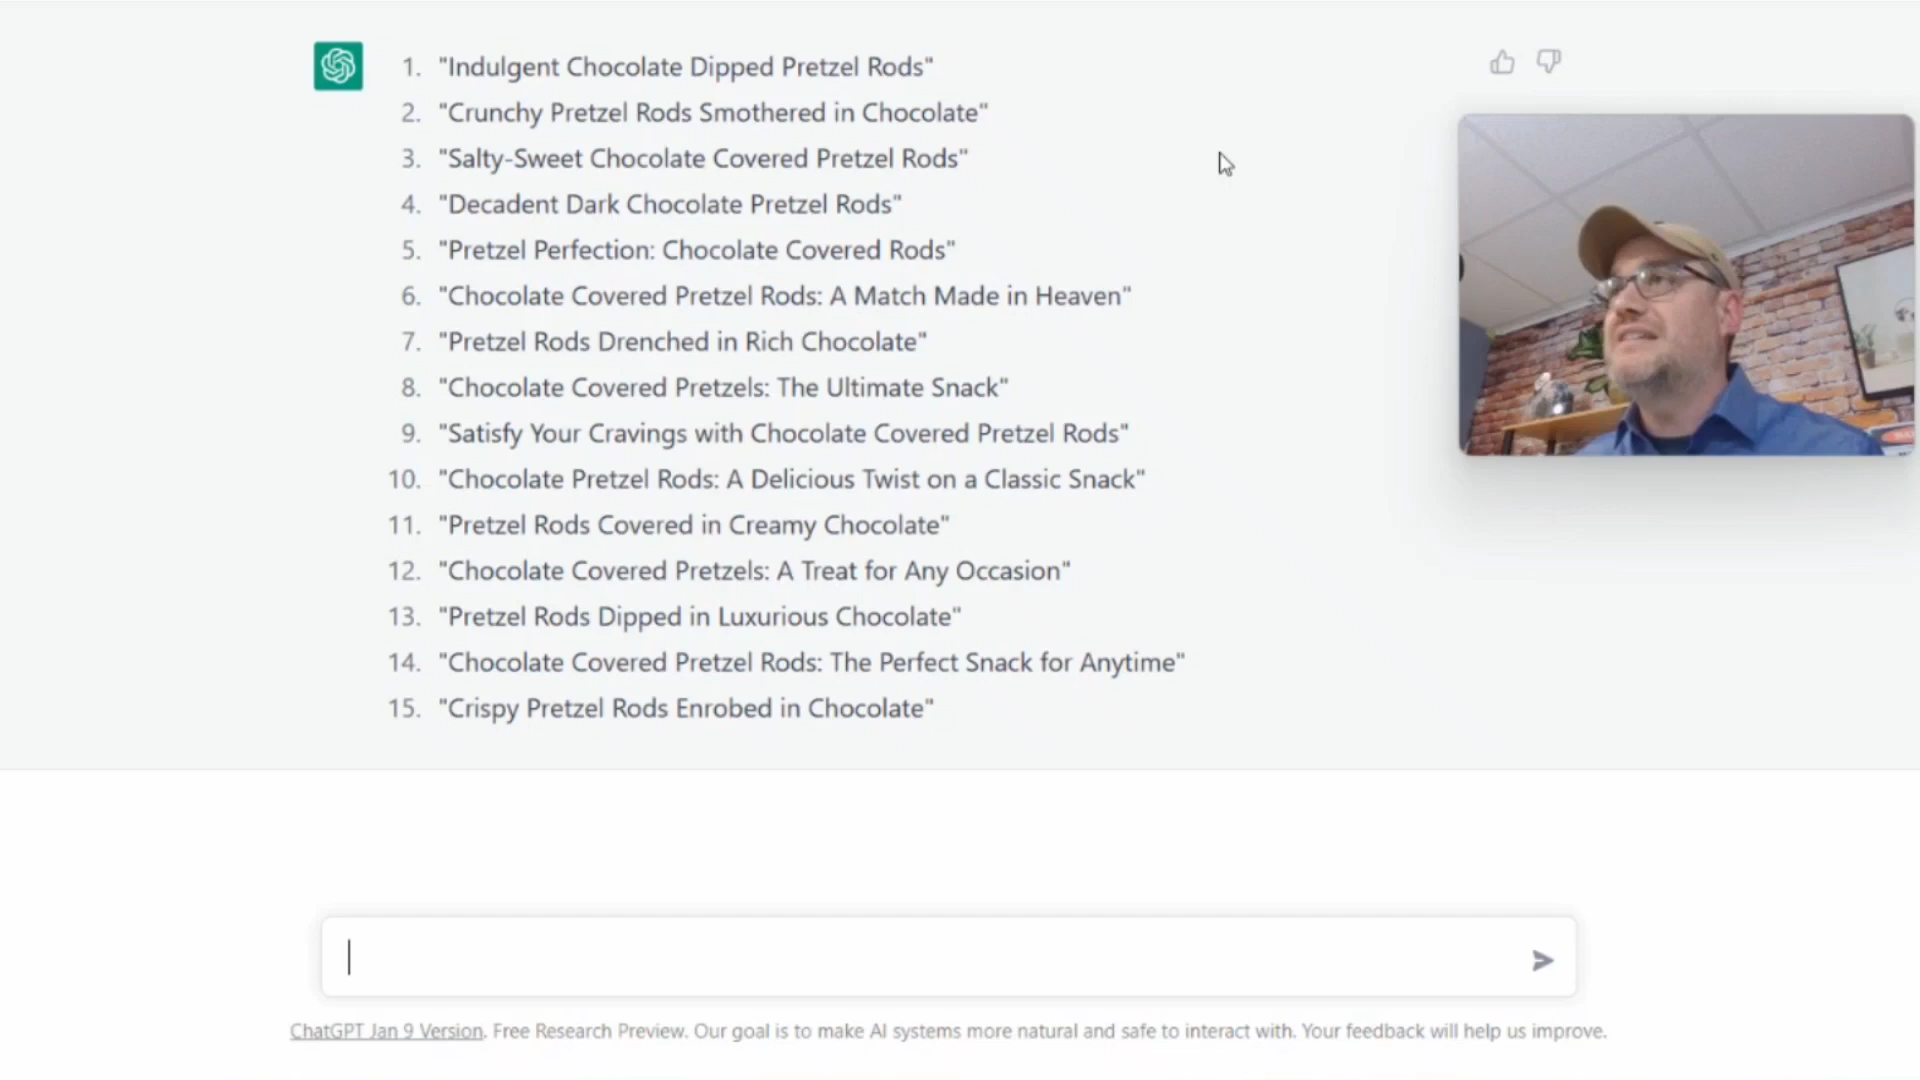 1. "Indulgent Chocolate Dipped Pretzel Rods"
2. "Crunchy Pretzel Rods Smothered in Chocolate"
3. "Salty-Sweet Chocolate Covered Pretzel Rods"
4. "Decadent Dark Chocolate Pretzel Rods"
5. "Pretzel Perfection: Chocolate Covered Rods"
6. "Chocolate Covered Pretzel Rods: A Match Made in Heaven"
7. "Pretzel Rods Drenched in Rich Chocolate"
8. "Chocolate Covered Pretzels: The Ultimate Snack"
9. "Satisfy Your Cravings with Chocolate Covered Pretzel Rods"
10. "Chocolate Pretzel Rods: A Delicious Twist on a Classic Snack"
11. "Pretzel Rods Covered in Creamy Chocolate"
12. "Chocolate Covered Pretzels: A Treat for Any Occasion"
13. "Pretzel Rods Dipped in Luxurious Chocolate"
14. "Chocolate Covered Pretzel Rods: The Perfect Snack for Anytime"
15. "Crispy Pretzel Rods Enrobed in Chocolate"
ChatGPT Jan 9 Version. Free Research Preview. Our goal is to make AI systems more natural and safe to interact with. Your feedback will help us improve.